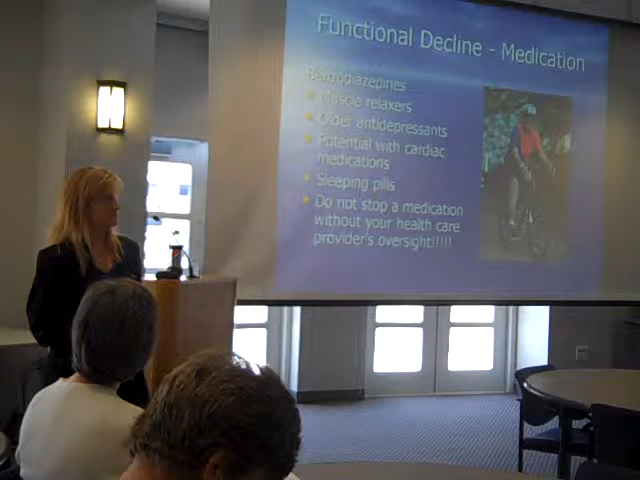 Functional Decline - Medication
Benzodiazepines
Muscle relaxers
Older antidepressants
Potential with cardiac
medications
Sleeping pills
Do not stop a medication
without your health care
provider's oversight!!!!!